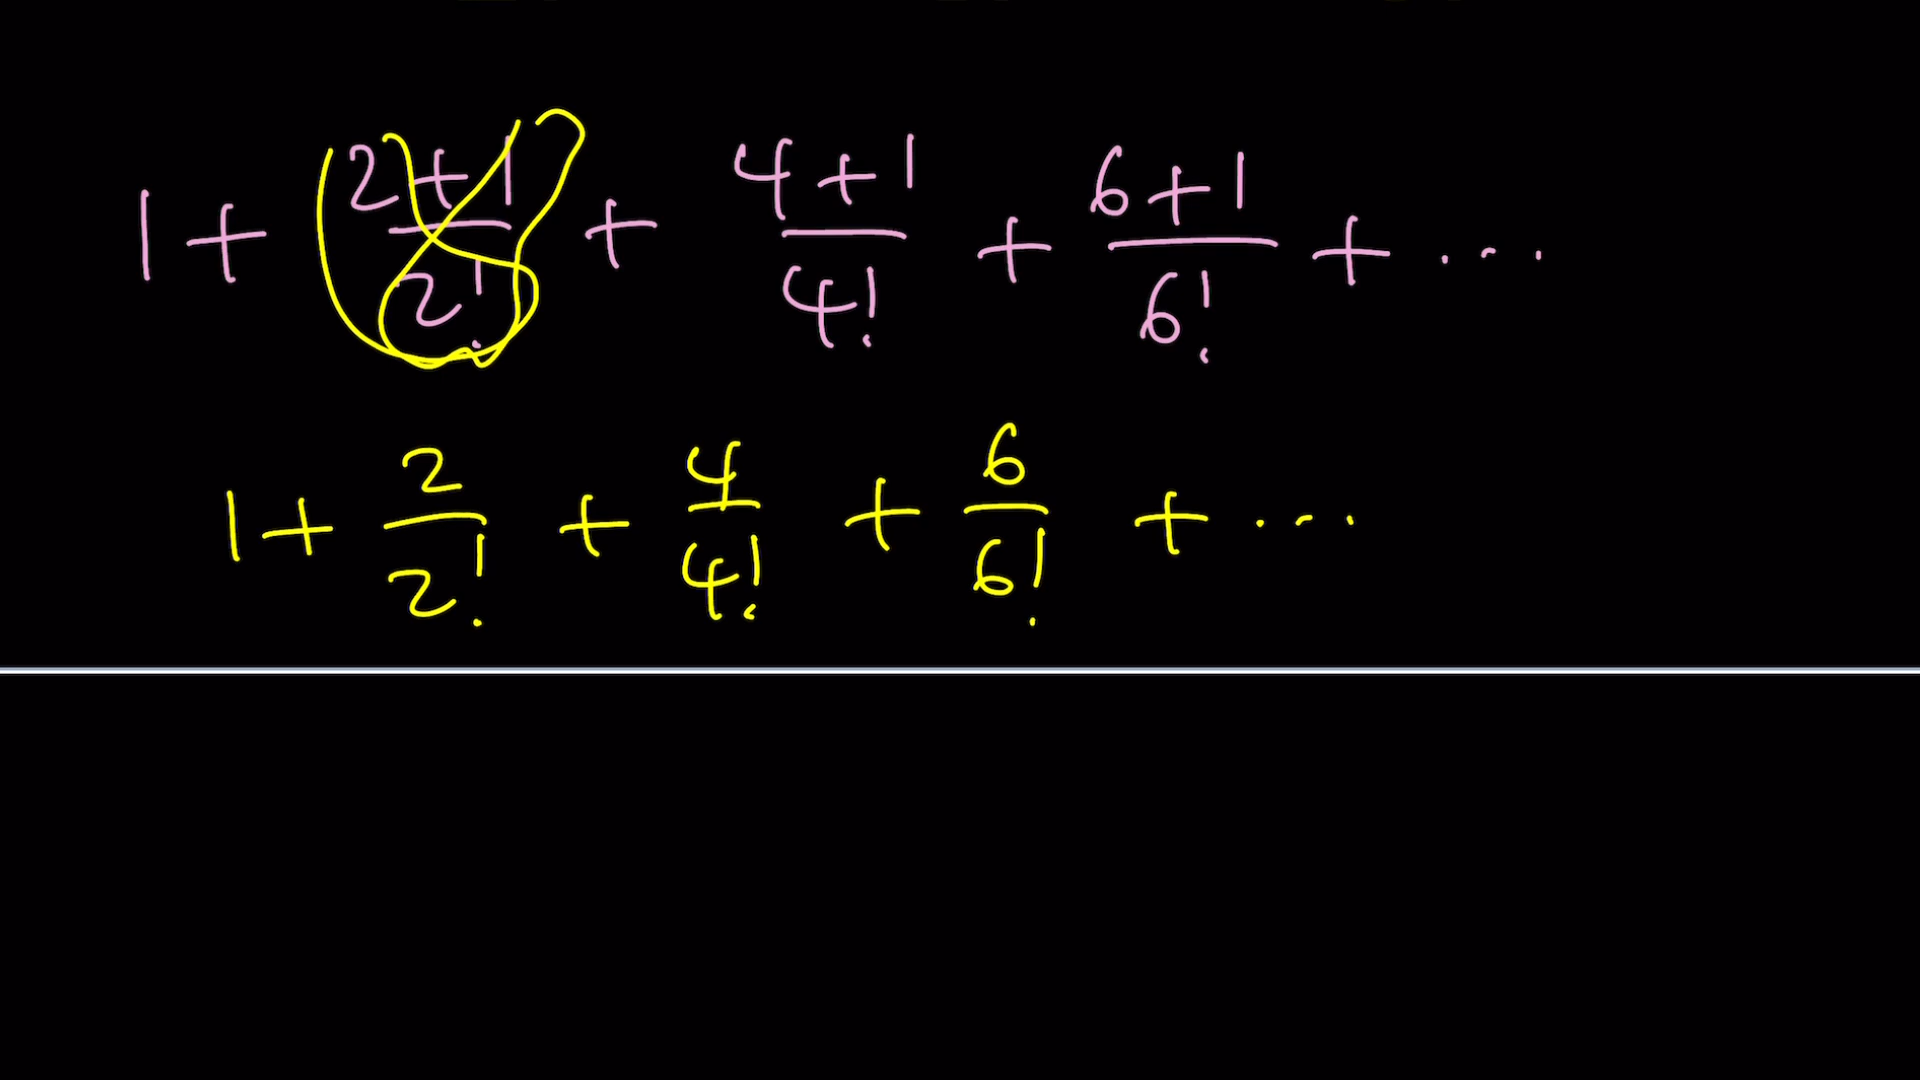 1 + (2+1)/2! + (4+1)/4! + (6+1)/6! + ...
1 + 2/2! + 4/4! + 6/6! + ...